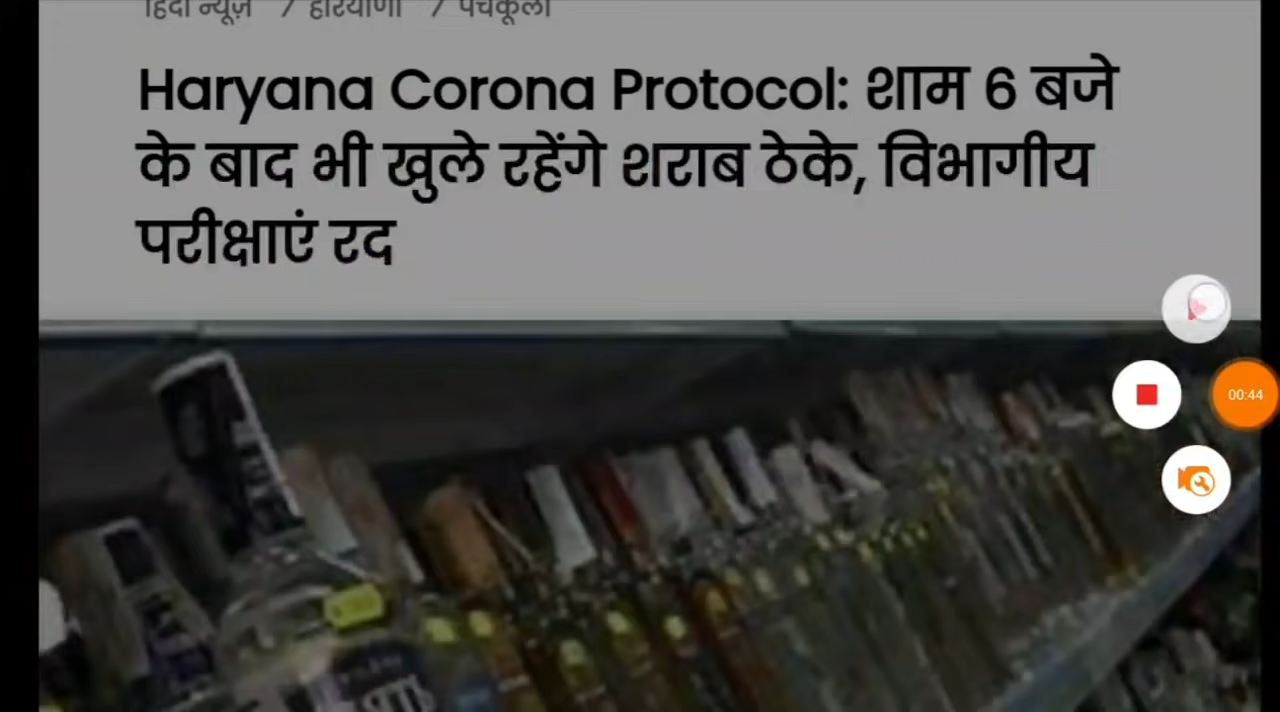 हिंदी न्यूज़ / हरियाणा / पंचकूला
Haryana Corona Protocol: शाम 6 बजे
के बाद भी खुले रहेंगे शराब ठेके, विभागीय
परीक्षाएं रद
00:44